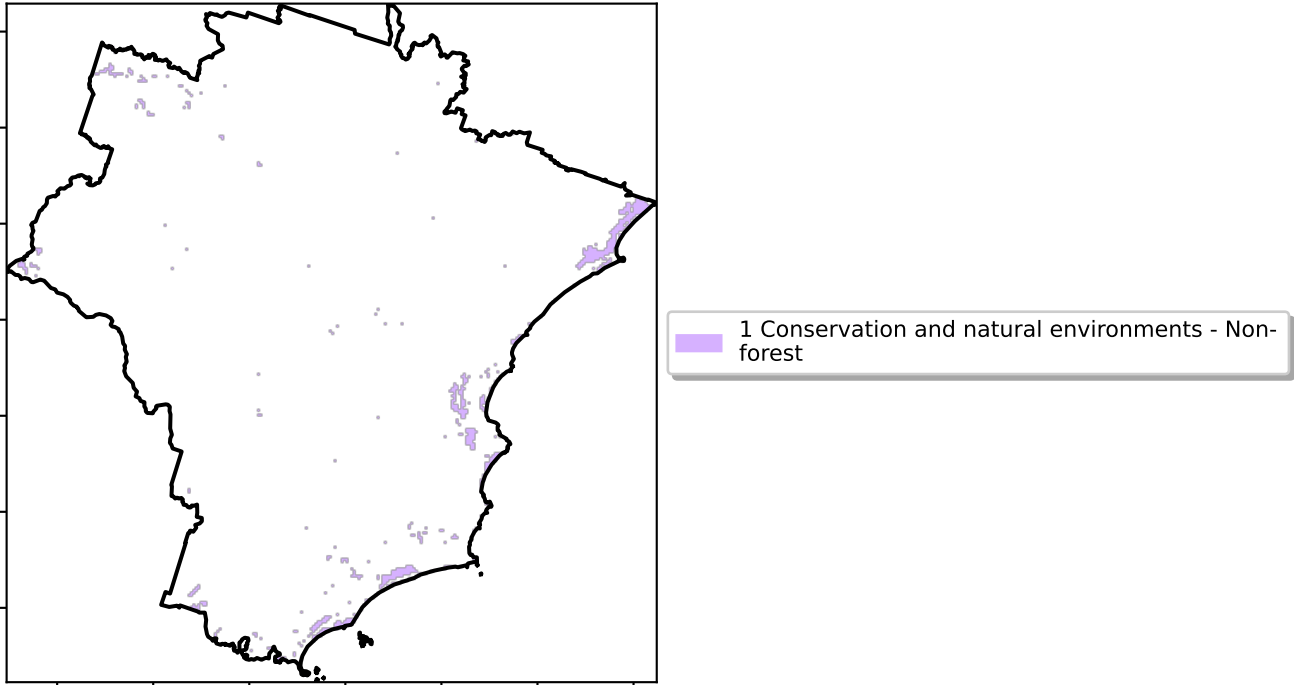 1 Conservation and natural environments - Non-
forest